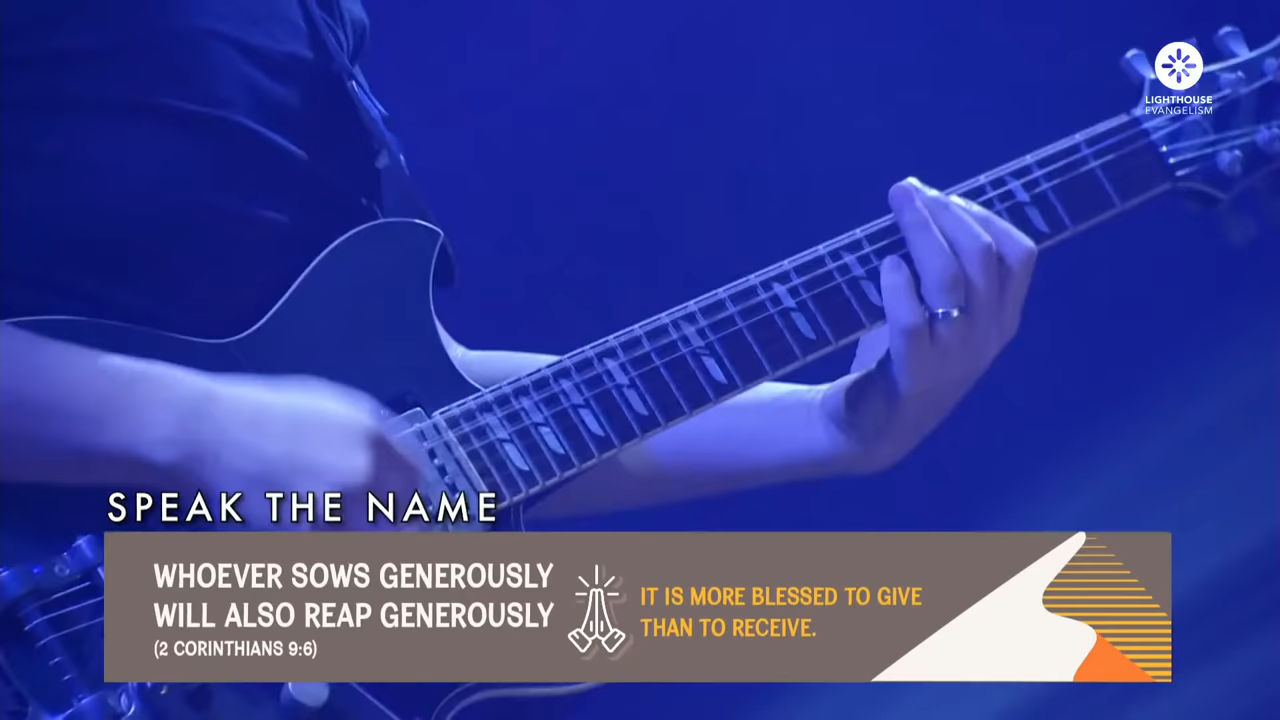 LIGHTHOUSE
EVANGELISM
SPEAK THE NAME
WHOEVER SOWS GENEROUSLY
WILL ALSO REAP GENEROUSLY
(2 CORINTHIANS 9:6)
IT IS MORE BLESSED TO GIVE
THAN TO RECEIVE.